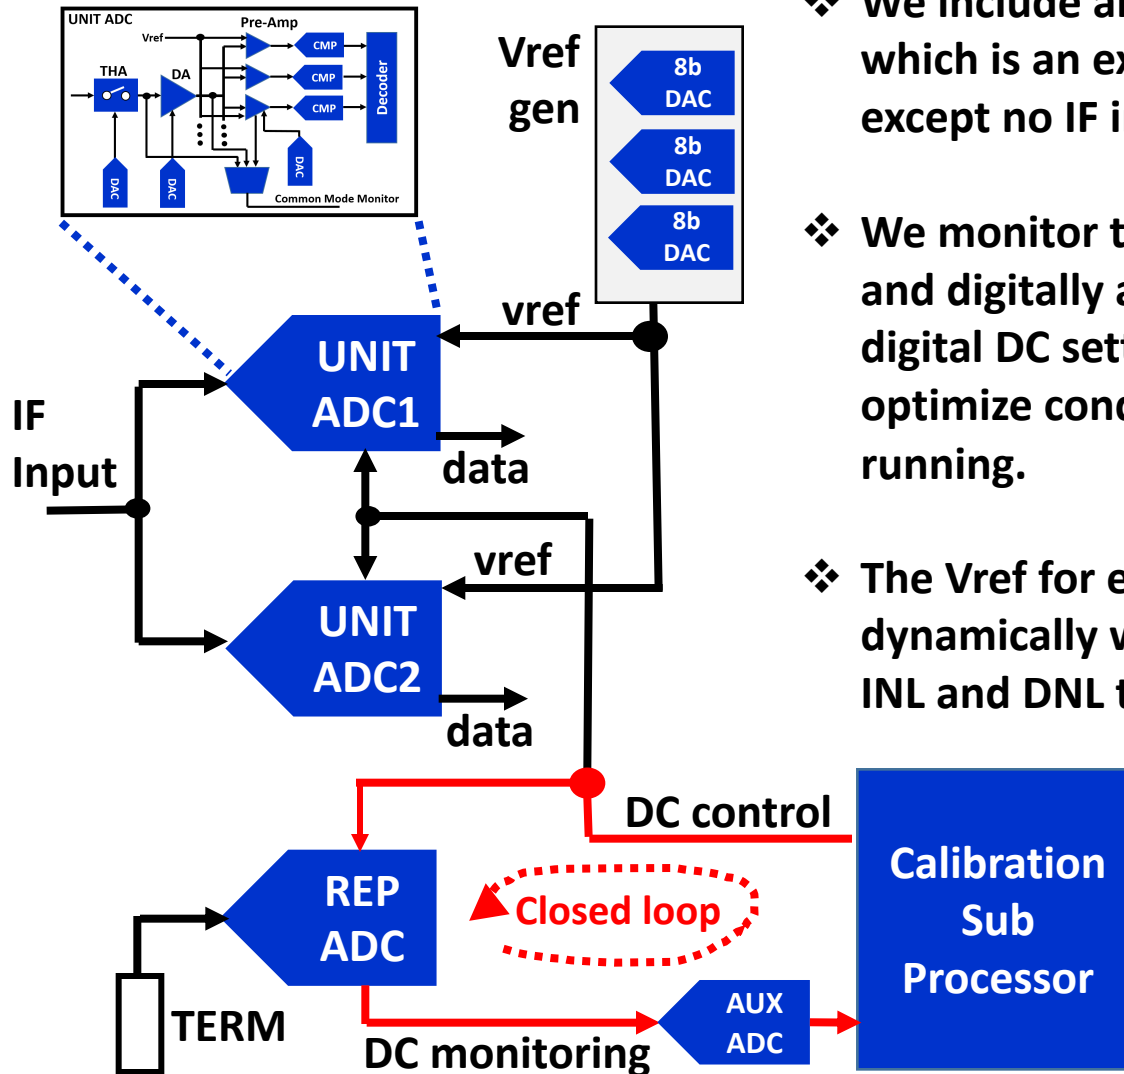 UNIT ADC
Pre-Amp
Vref
THA
DA
CMP
CMP
CMP
Decoder
DAC
DAC
DAC
Common Mode Monitor
Vref
gen
8b
DAC
8b
DAC
8b
DAC
vref
UNIT
ADC1
data
IF
Input
vref
UNIT
ADC2
data
DC control
REP
ADC
Closed loop
TERM
DC monitoring
AUX
ADC
Calibration
Sub
Processor
❖ We include
which is an
except no IF
❖ We monitor
and digitally
digital DC
optimize
running.
❖ The Vref for
dynamically
INL and DNL